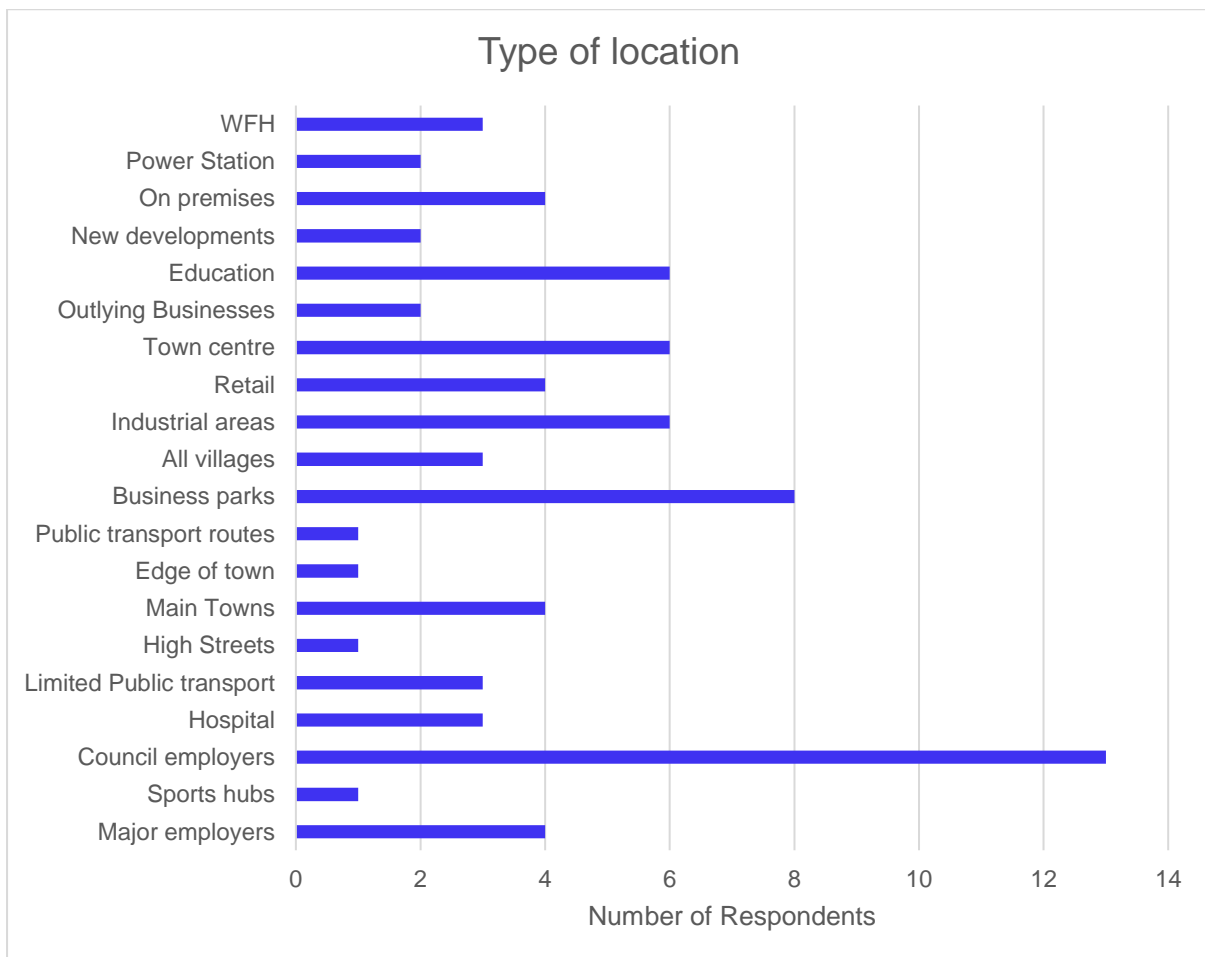 Type of location
WFH
Power Station
On premises
New developments
Education
Outlying Businesses
Town centre
Retail
Industrial areas
All villages
Business parks
Public transport routes
Edge of town
Main Towns
High Streets
Limited Public transport
Hospital
Council employers
Sports hubs
Major employers
0 2 4 6 8 10 12 14
Number of Respondents